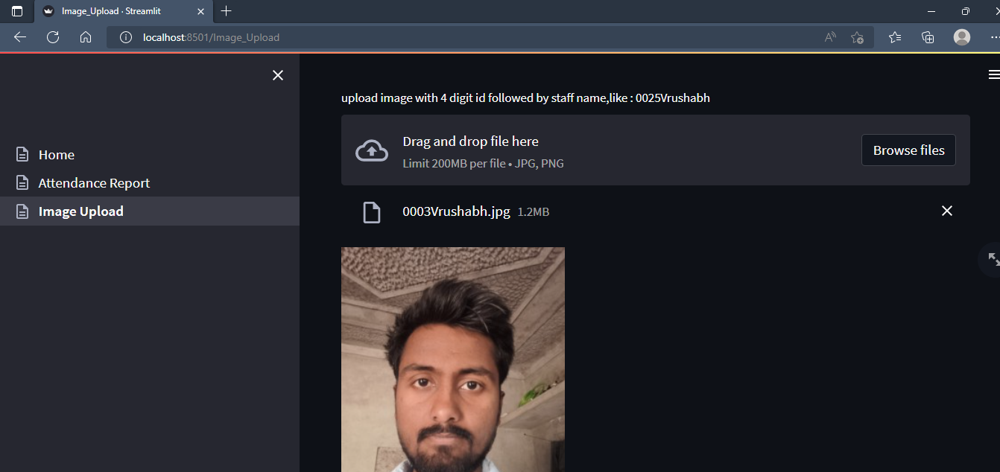 Image_Upload · Streamlit
localhost:8501/Image_Upload
Home
Attendance Report
Image Upload
upload image with 4 digit id followed by staff name,like : 0025Vrushabh
Drag and drop file here
Limit 200MB per file • JPG, PNG
Browse files
0003Vrushabh.jpg 1.2MB